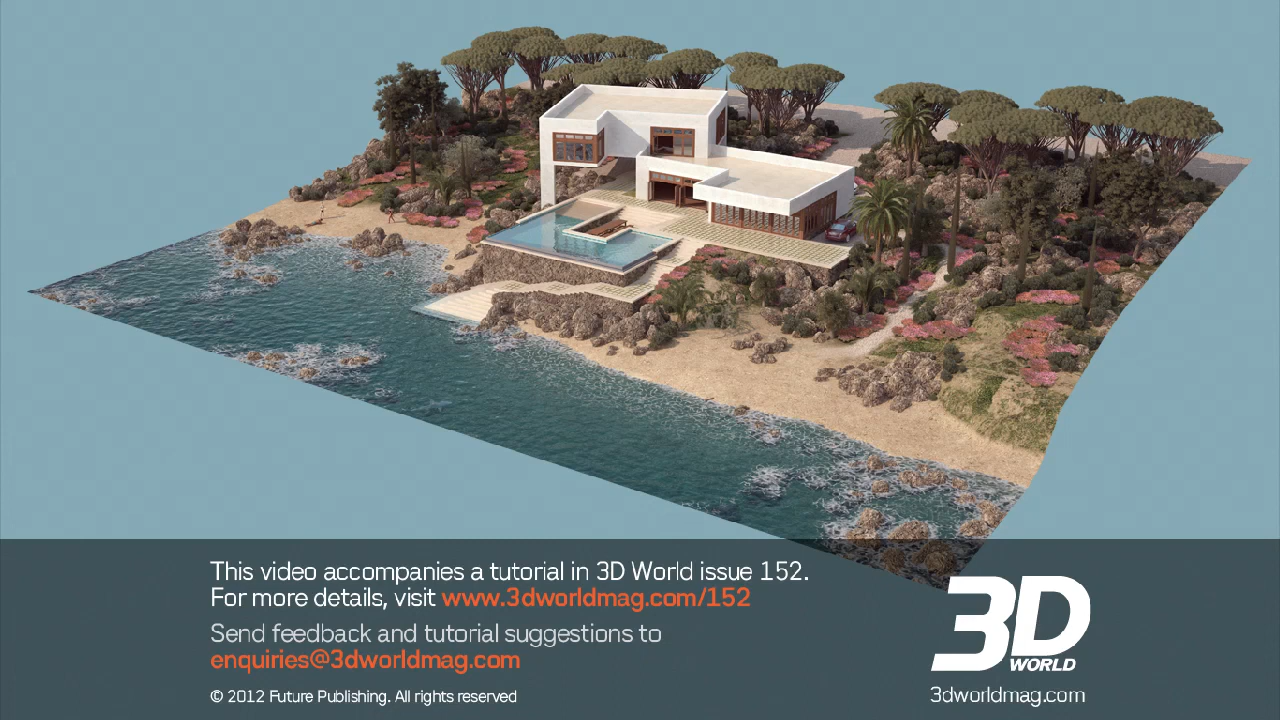 This video accompanies a tutorial in 3D World issue 152.
For more details, visit www.3dworldmag.com/152
Send feedback and tutorial suggestions to
enquiries@3dworldmag.com
© 2012 Future Publishing. All rights reserved
3D
WORLD
3dworldmag.com